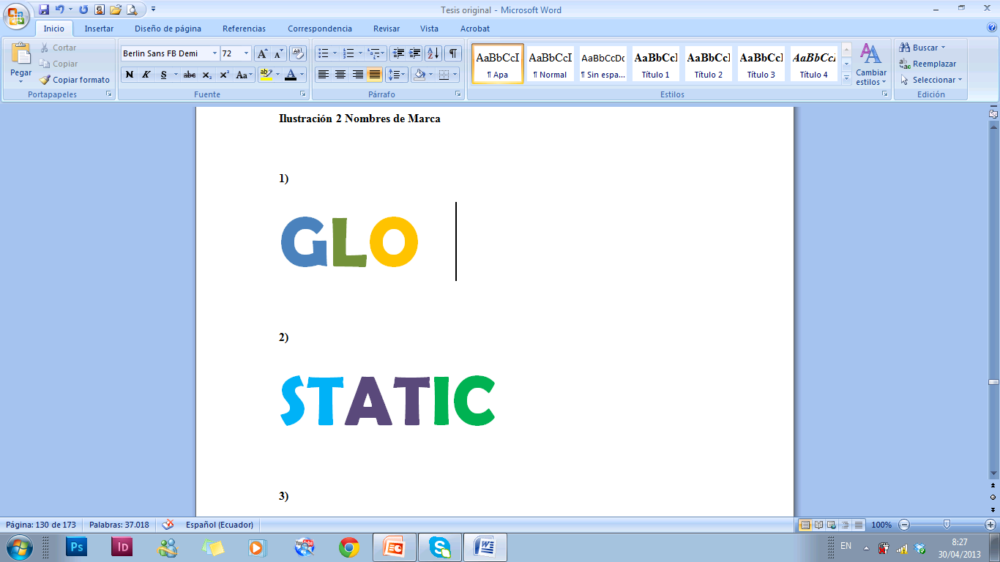 Tesis original - Microsoft Word
Inicio Insertar Diseño de página Referencias Correspondencia Revisar Vista Acrobat
Pegar
Cortar
Copiar
Copiar formato
Portapapeles
Berlin Sans FB Demi 72
N K S abc x₂ x² Aa
Fuente
Párrafo
AaBbCcI AaBbCcI AaBbCcDc AaBbCcI AaBbCcI AaBbCcI AaBbCcI
¶ Apa ¶ Normal ¶ Sin espa... Título 1 Título 2 Título 3 Título 4
Cambiar estilos
Estilos
Buscar
Reemplazar
Seleccionar
Edición
Ilustración 2 Nombres de Marca
1)
GLO
2)
STATIC
3)
Página: 130 de 173 Palabras: 37.018 Español (Ecuador) 100%
Ps Id EN 8:27
30/04/2013